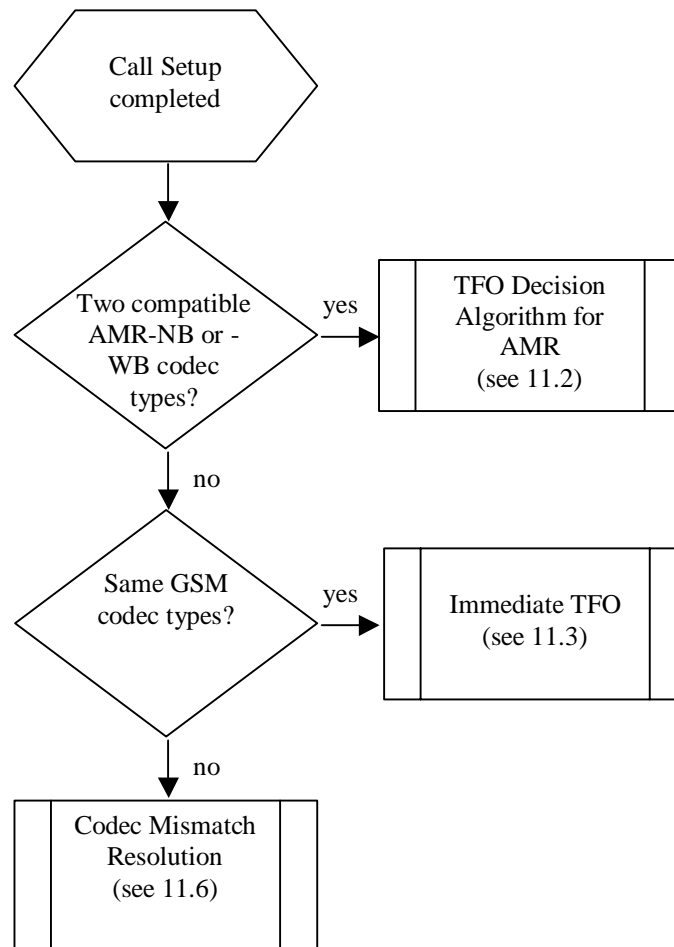 Call Setup
completed
Two compatible
AMR-NB or -
WB codec
types?
yes
TFO Decision
Algorithm for
AMR
(see 11.2)
no
Same GSM
codec types?
yes
Immediate TFO
(see 11.3)
no
Codec Mismatch
Resolution
(see 11.6)